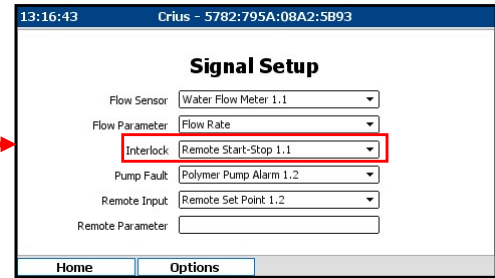 13:16:43 Crius - 5782:795A:08A2:5B93
Signal Setup
Flow Sensor Water Flow Meter 1.1
Flow Parameter Flow Rate
Interlock Remote Start-Stop 1.1
Pump Fault Polymer Pump Alarm 1.2
Remote Input Remote Set Point 1.2
Remote Parameter
Home Options